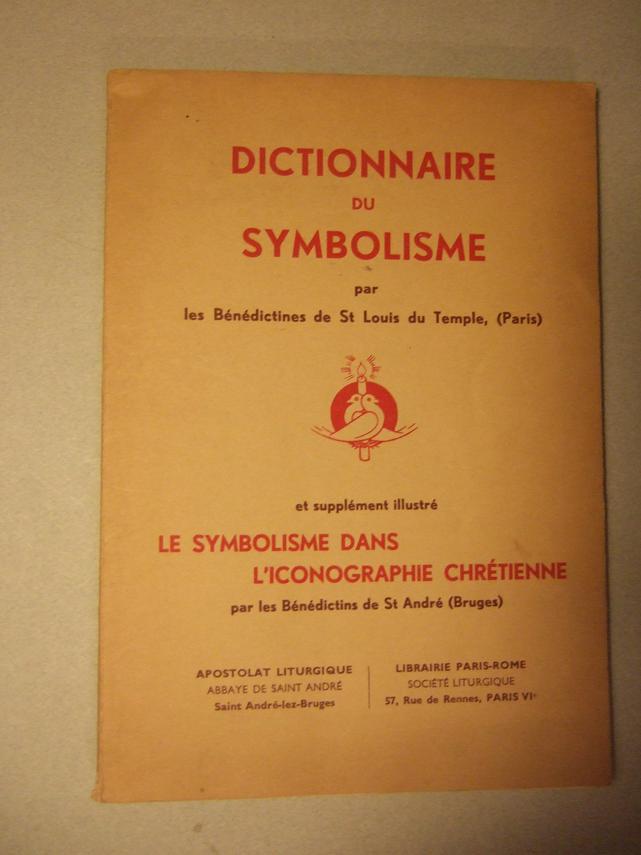 DICTIONNAIRE
DU
SYMBOLISME
par
les Bénédictines de St Louis du Temple, (Paris)
et supplément illustré
LE SYMBOLISME DANS
L'ICONOGRAPHIE CHRÉTIENNE
par les Bénédictins de St André (Bruges)
APOSTOLAT LITURGIQUE
ABBAYE DE SAINT ANDRÉ
Saint André-lez-Bruges
LIBRAIRIE PARIS-ROME
SOCIÉTÉ LITURGIQUE
57, Rue de Rennes, PARIS VIe